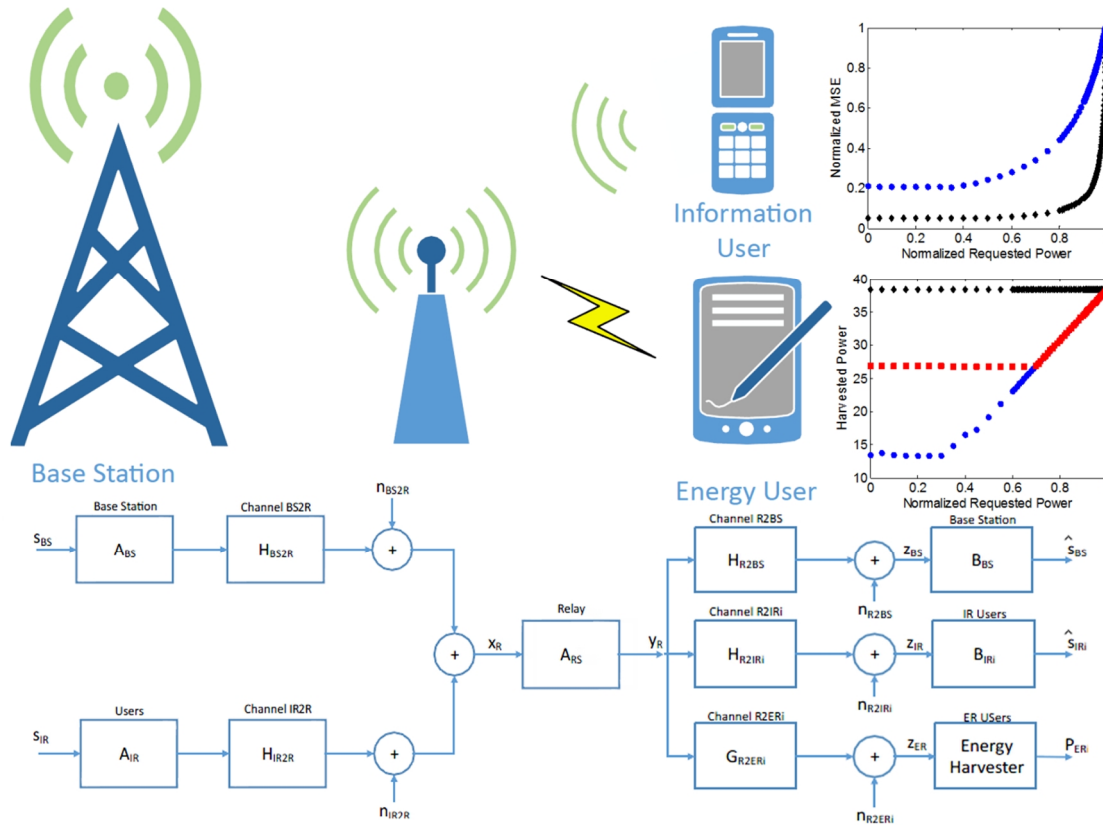 1
0.8
0.6
0.4
0.2
0
Normalized MSE
0 0.2 0.4 0.6 0.8
Normalized Requested Power
Information
User
40
35
30
25
20
15
10
Harvested Power
0 0.2 0.4 0.6 0.8
Normalized Requested Power
Base Station
Energy User
Base Station
Channel BS2R
n_BS2R
s_BS
A_BS
H_BS2R
+
Users
Channel IR2R
s_IR
A_IR
H_IR2R
+
n_IR2R
+
x_R
Relay
A_RS
y_R
Channel R2BS
H_R2BS
+
n_R2BS
z_BS
Base Station
B_BS
ŝ_BS
Channel R2IRi
H_R2IRi
+
n_R2IRi
z_IR
IR Users
B_IRi
ŝ_IRi
Channel R2ERi
G_R2ERi
+
n_R2ERi
z_ER
ER USers
Energy
Harvester
P_ERi